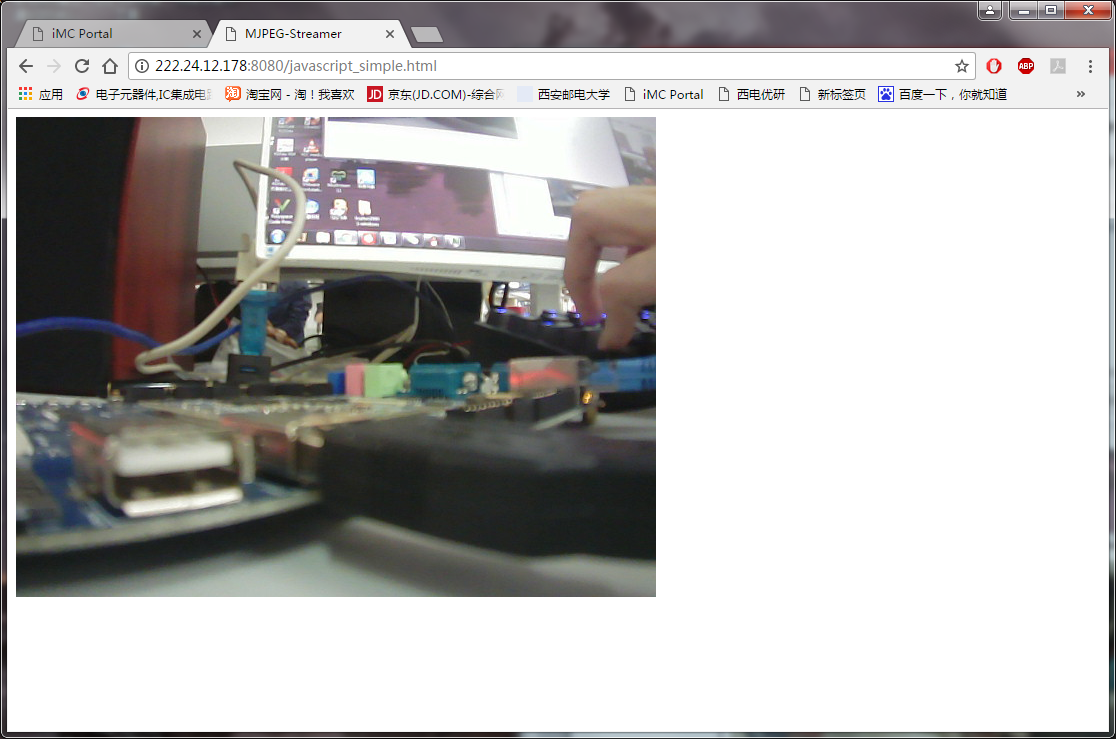 iMC Portal
MJPEG-Streamer
222.24.12.178:8080/javascript_simple.html
ABP
应用
电子元器件,IC集成电
淘 淘宝网 - 淘！我喜欢
JD 京东(JD.COM)-综合网
西安邮电大学
iMC Portal
西电优研
新标签页
百度一下，你就知道
»